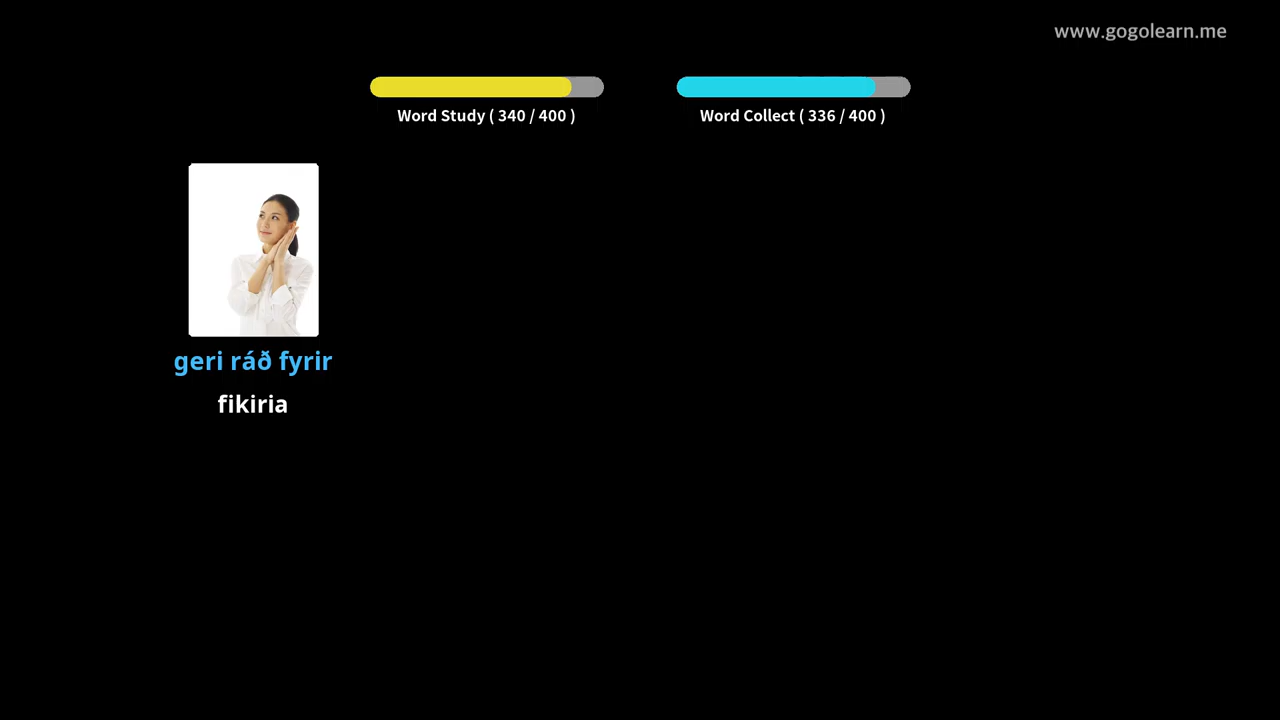 www.gogolearn.me
Word Study ( 340 / 400 )
Word Collect ( 336 / 400 )
geri ráð fyrir
fikiria